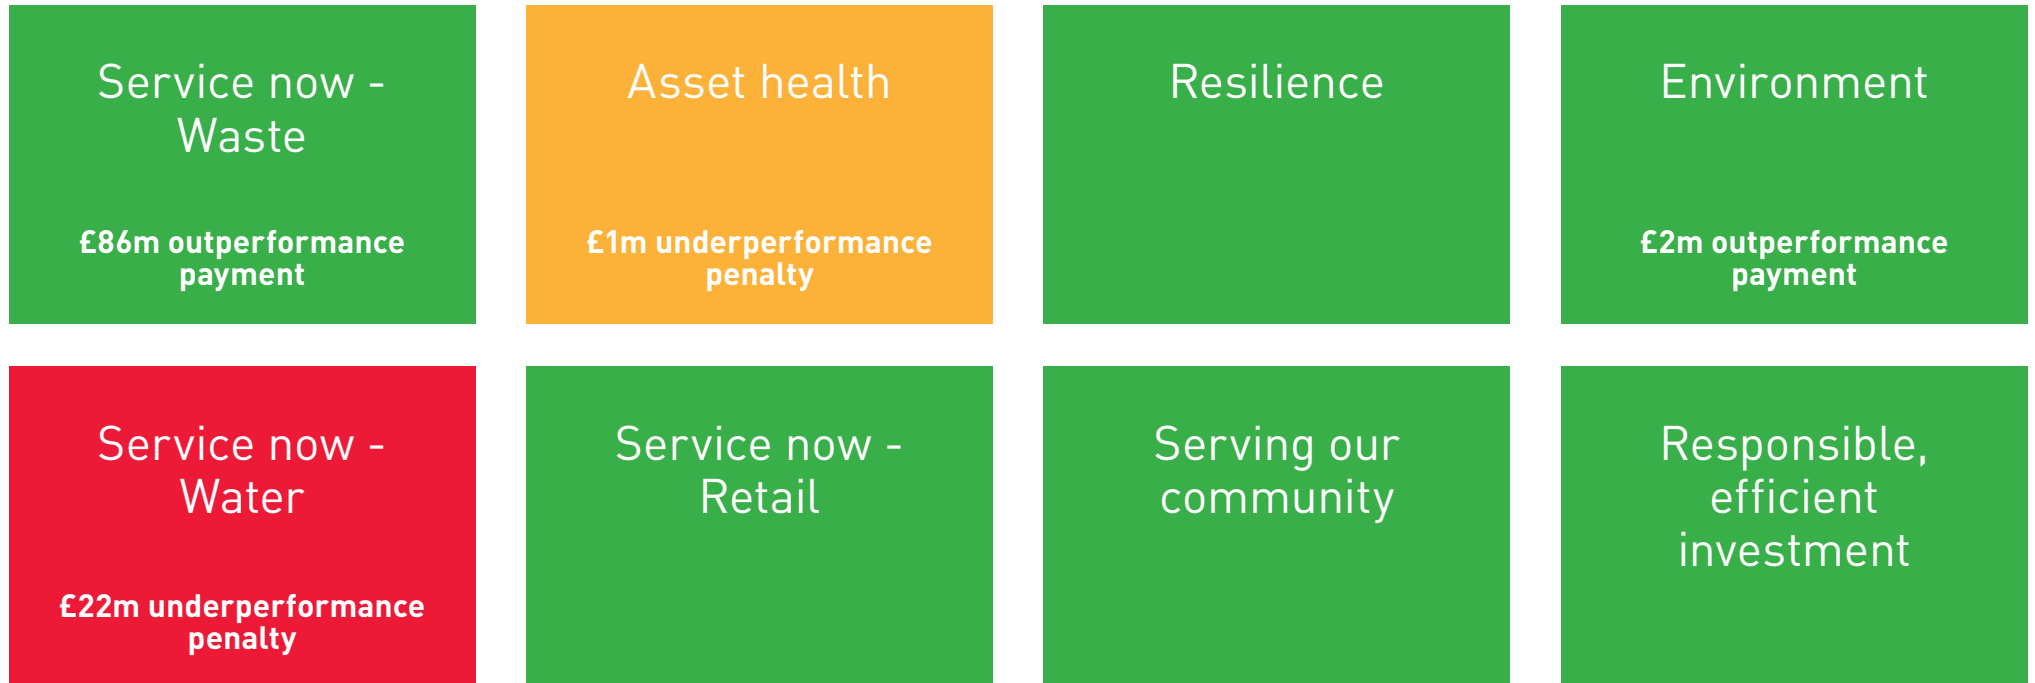 Service now -
Waste
£86m outperformance
payment
Asset health
£1m underperformance
penalty
Resilience
Environment
£2m outperformance
payment
Service now -
Water
£22m underperformance
penalty
Service now -
Retail
Serving our
community
Responsible,
efficient
investment